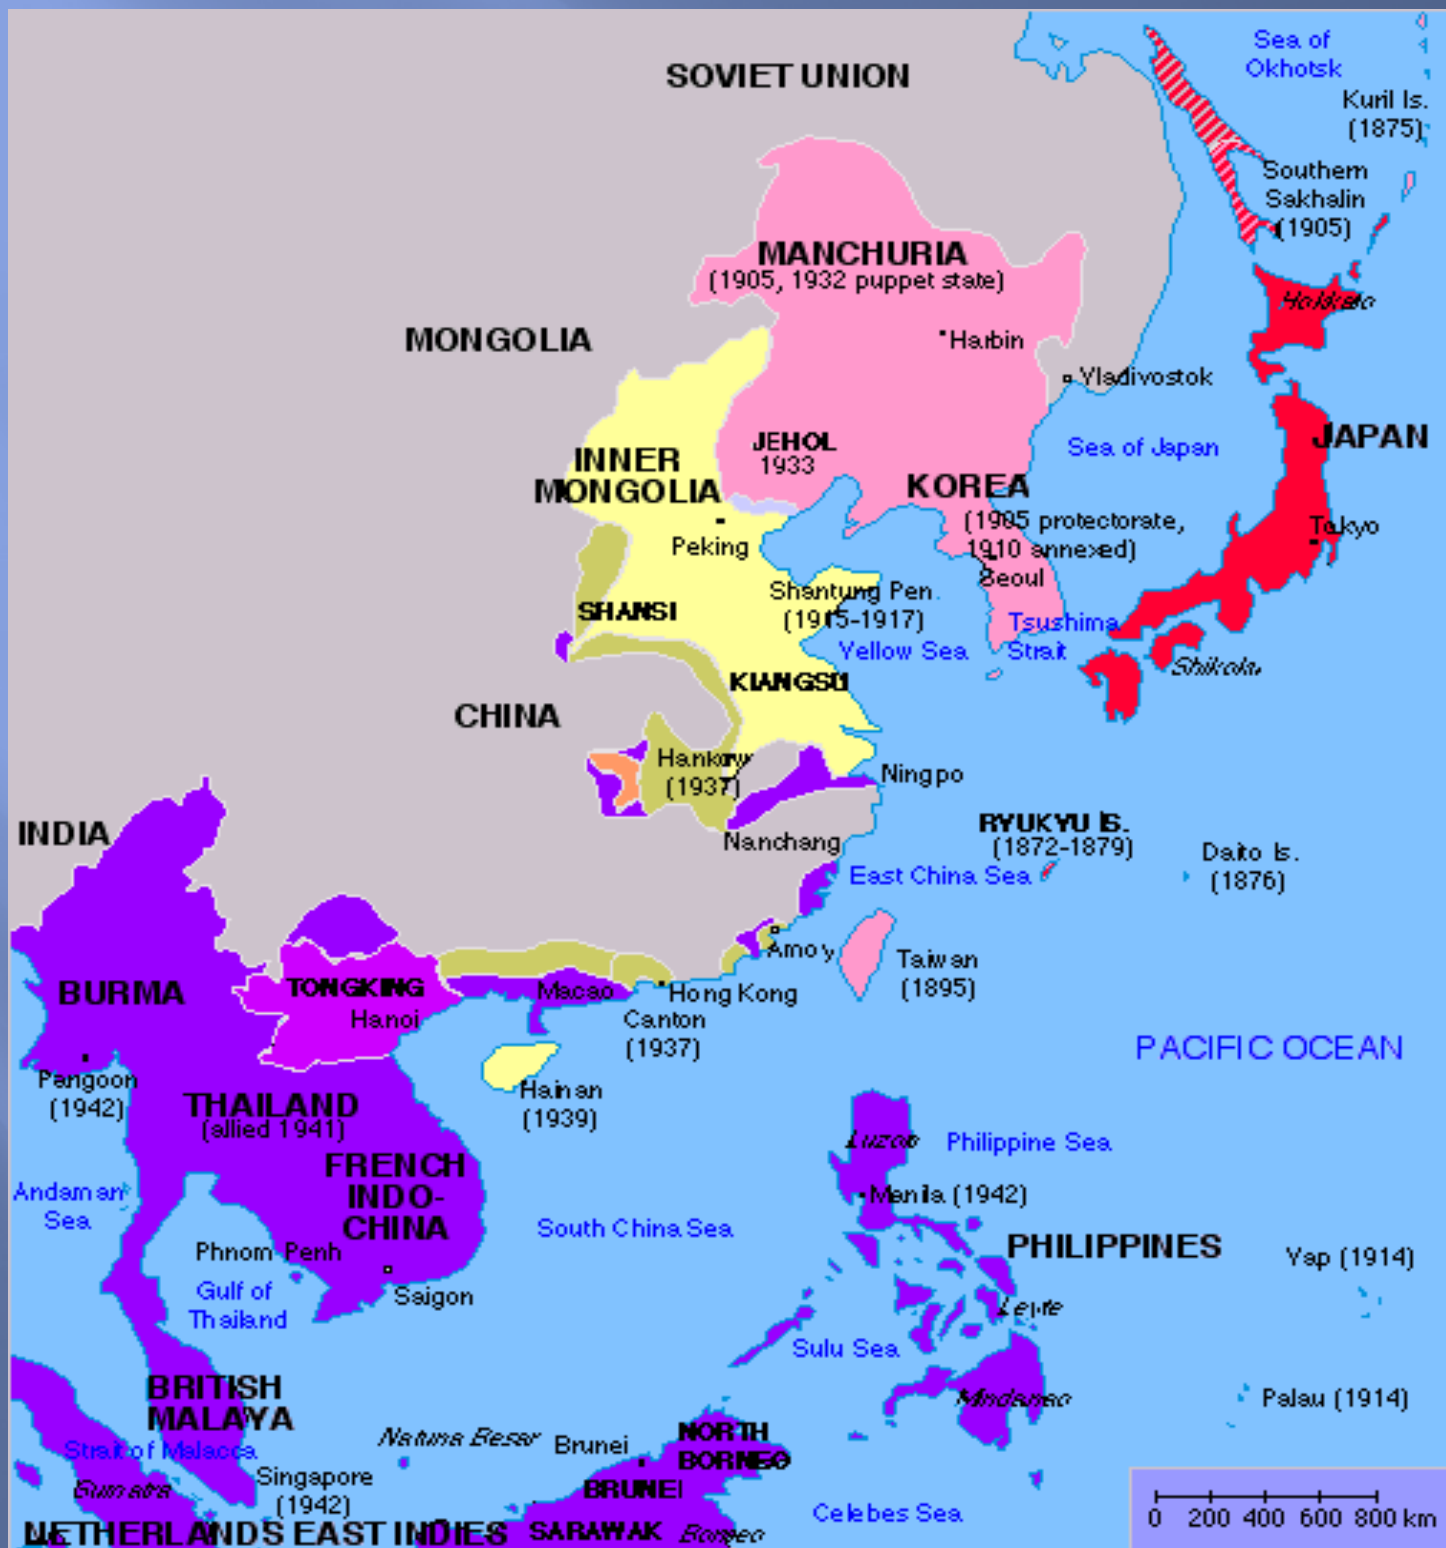 Sea of
Okhotsk
SOVIET UNION
Kuril Is.
(1875)
Southern
Sakhalin
(1905)
MANCHURIA
(1905, 1932 puppet state)
Hokkaido
MONGOLIA
Harbin
Vladivostok
JEHOL
1933
Sea of Japan
JAPAN
INNER
MONGOLIA
KOREA
(1905 protectorate,
1910 annexed)
Tokyo
Peking
Seoul
Shantung Pen.
(1915-1917)
SHANSI
Tsushima
Strait
Yellow Sea
Shikoku
KIANGSU
CHINA
Hankow
(1937)
Ningpo
INDIA
Nanchang
RYUKYU IS.
(1872-1879)
Daito Is.
(1876)
East China Sea
Amoy
Taiwan
(1895)
BURMA
TONGKING
Hanoi
Macao
Hong Kong
Canton
(1937)
PACIFIC OCEAN
Pangoon
(1942)
Hainan
(1939)
THAILAND
(allied 1941)
Luzon
Philippine Sea
FRENCH
INDO-
CHINA
Andaman
Sea
Manila (1942)
South China Sea
PHILIPPINES
Phnom Penh
Yap (1914)
Gulf of
Thailand
Saigon
Leyte
Sulu Sea
BRITISH
MALAYA
Mindanao
Palau (1914)
Strait of Malacca
Natuna Besar
Brunei
NORTH
BORNEO
Sumatra
Singapore
(1942)
BRUNEI
Celebes Sea
NETHERLANDS EAST INDIES
SARAWAK
Borneo
0 200 400 600 800 km